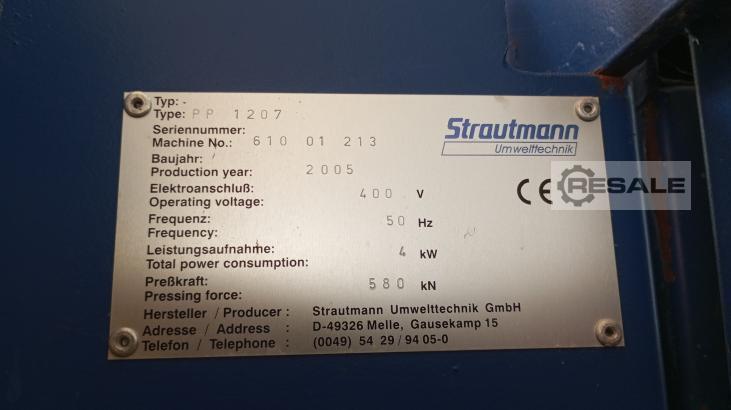 Typ:
Type: PP 1207
Strautmann
Umwelttechnik
Seriennummer:
Machine No.: 610 01 213
Baujahr:
Production year: 2005
CE
RESALE
Elektroanschluß:
Operating voltage: 400 V
Frequenz:
Frequency: 50 Hz
Leistungsaufnahme:
Total power consumption: 4 kW
Preßkraft:
Pressing force: 580 kN
Hersteller / Producer : Strautmann Umwelttechnik GmbH
Adresse / Address : D-49326 Melle, Gausekamp 15
Telefon / Telephone : (0049) 54 29 / 94 05-0